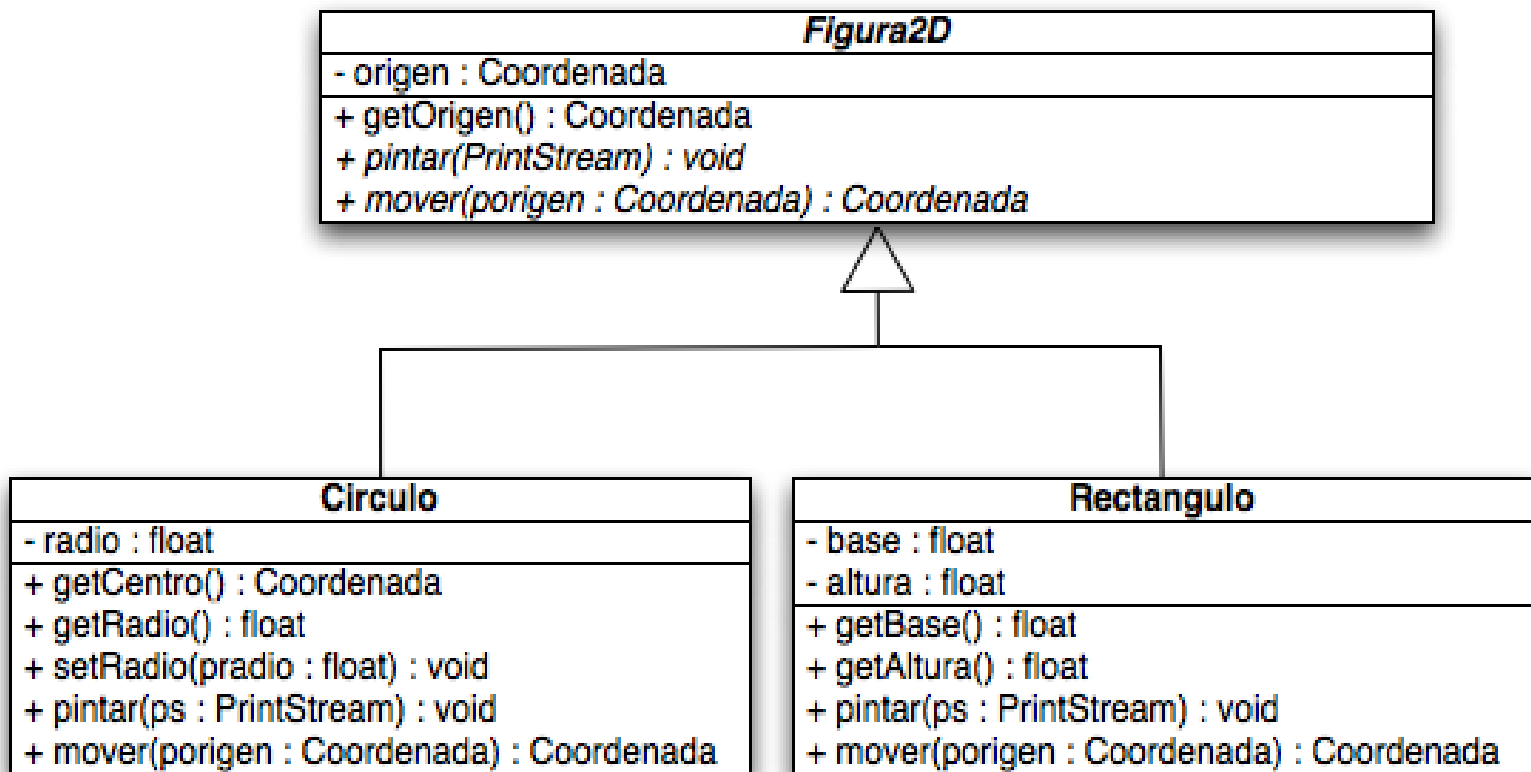 Figura2D
- origen : Coordenada
+ getOrigen() : Coordenada
+ pintar(PrintStream) : void
+ mover(porigen : Coordenada) : Coordenada
Circulo
- radio : float
+ getCentro() : Coordenada
+ getRadio() : float
+ setRadio(pradio : float) : void
+ pintar(ps : PrintStream) : void
+ mover(porigen : Coordenada) : Coordenada
Rectangulo
- base : float
- altura : float
+ getBase() : float
+ getAltura() : float
+ pintar(ps : PrintStream) : void
+ mover(porigen : Coordenada) : Coordenada